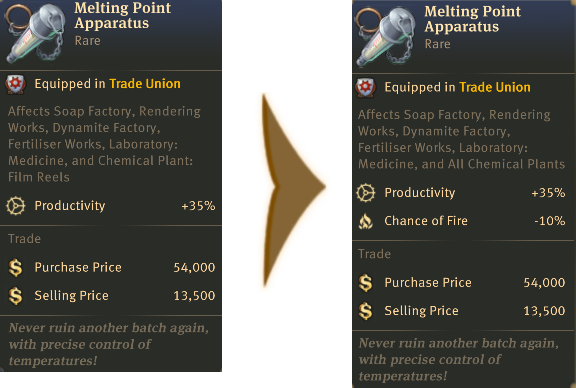 Melting Point
Apparatus
Rare
Equipped in Trade Union
Affects Soap Factory, Rendering
Works, Dynamite Factory,
Fertiliser Works, Laboratory:
Medicine, and Chemical Plant:
Film Reels
Productivity +35%
Trade
Purchase Price 54,000
Selling Price 13,500
Never ruin another batch again,
with precise control of
temperatures!
Melting Point
Apparatus
Rare
Equipped in Trade Union
Affects Soap Factory, Rendering
Works, Dynamite Factory,
Fertiliser Works, Laboratory:
Medicine, and All Chemical Plants
Productivity +35%
Chance of Fire -10%
Trade
Purchase Price 54,000
Selling Price 13,500
Never ruin another batch again,
with precise control of
temperatures!